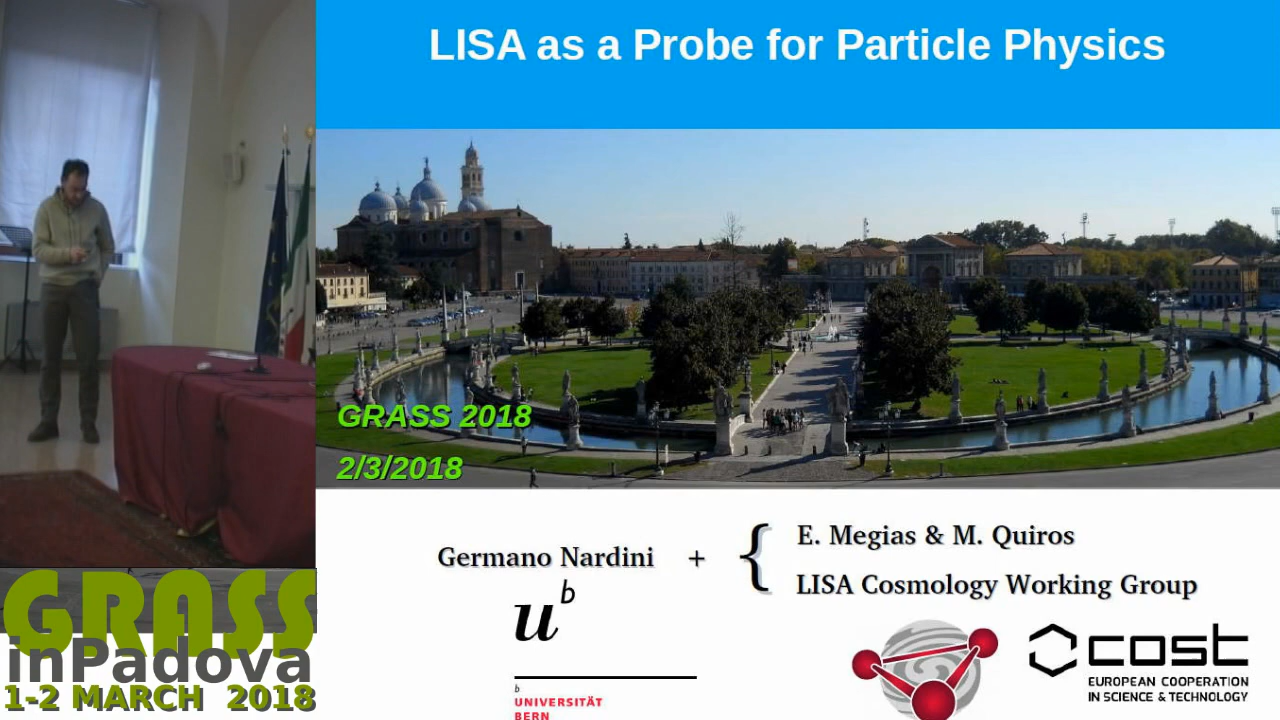 LISA as a Probe for Particle Physics
GRASS 2018
2/3/2018
Germano Nardini + { E. Megias & M. Quiros
LISA Cosmology Working Group
u^b
b
UNIVERSITÄT
BERN
cost
EUROPEAN COOPERATION
IN SCIENCE & TECHNOLOGY
GRASS
inPadova
1-2 MARCH 2018